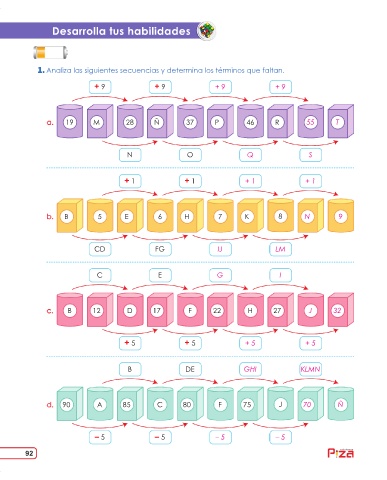 Desarrolla tus habilidades
1. Analiza las siguientes secuencias y determina los términos que faltan.
+ 9 + 9 + 9 + 9
a. 19 M 28 Ñ 37 P 46 R 55 T
N O Q S
+ 1 + 1 + 1 + 1
b. B 5 E 6 H 7 K 8 N 9
CD FG IJ LM
C E G I
c. B 12 D 17 F 22 H 27 J 32
+ 5 + 5 + 5 + 5
B DE GHI KLMN
d. 90 A 85 C 80 F 75 J 70 Ñ
– 5 – 5 – 5 – 5
92